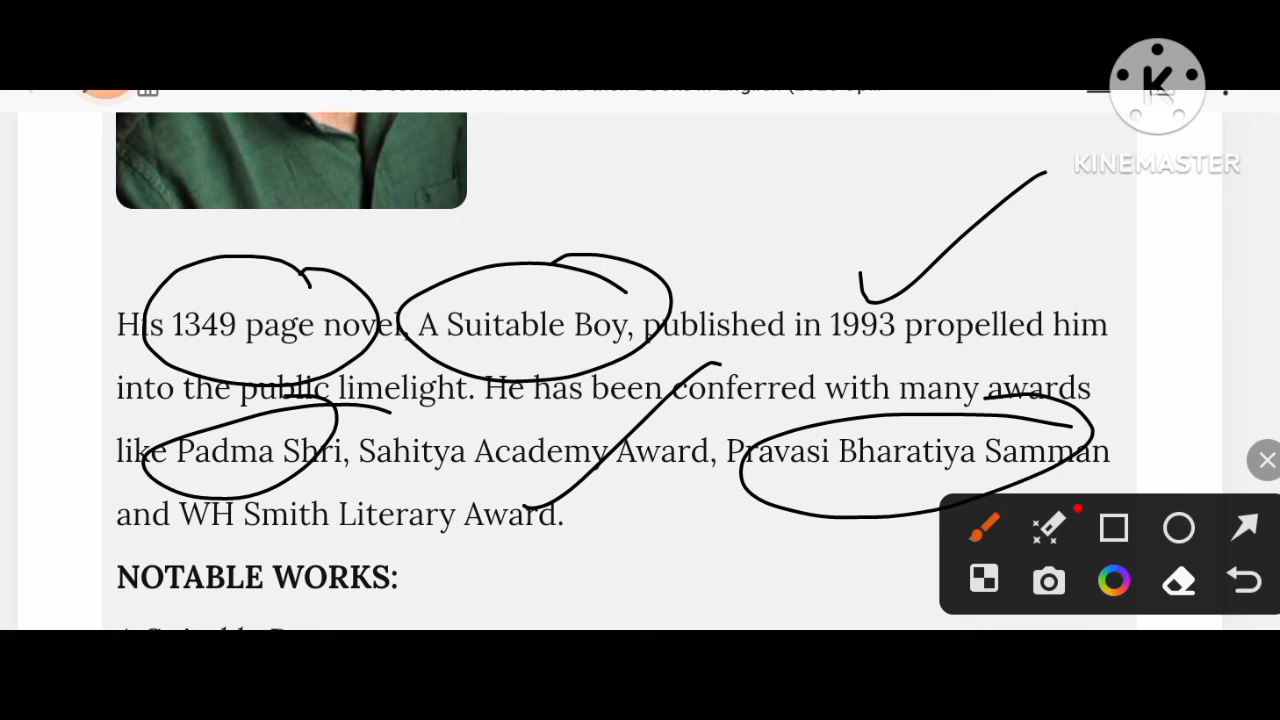 KINEMASTER
His 1349 page novel, A Suitable Boy, published in 1993 propelled him
into the public limelight. He has been conferred with many awards
like Padma Shri, Sahitya Academy Award, Pravasi Bharatiya Samman
and WH Smith Literary Award.
NOTABLE WORKS: